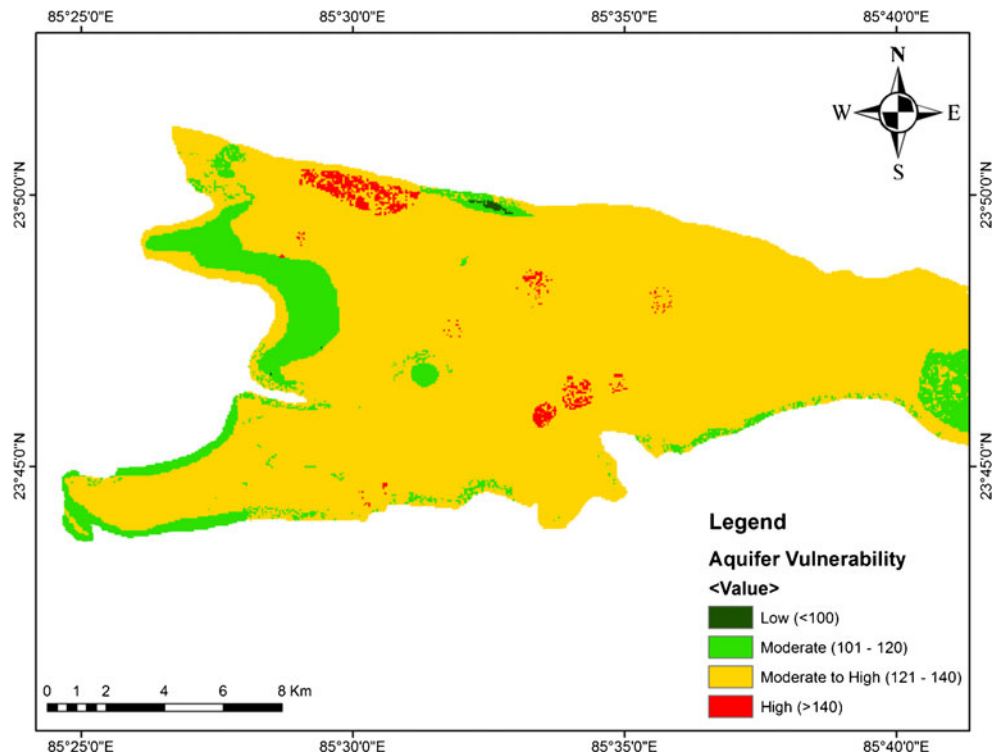 85°25'0"E 85°30'0"E 85°35'0"E 85°40'0"E
N
W E
S
23°50'0"N 23°50'0"N
23°45'0"N 23°45'0"N
Legend
Aquifer Vulnerability
<Value>
Low (<100)
Moderate (101 - 120)
Moderate to High (121 - 140)
High (>140)
0 1 2 4 6 8 Km
85°25'0"E 85°30'0"E 85°35'0"E 85°40'0"E